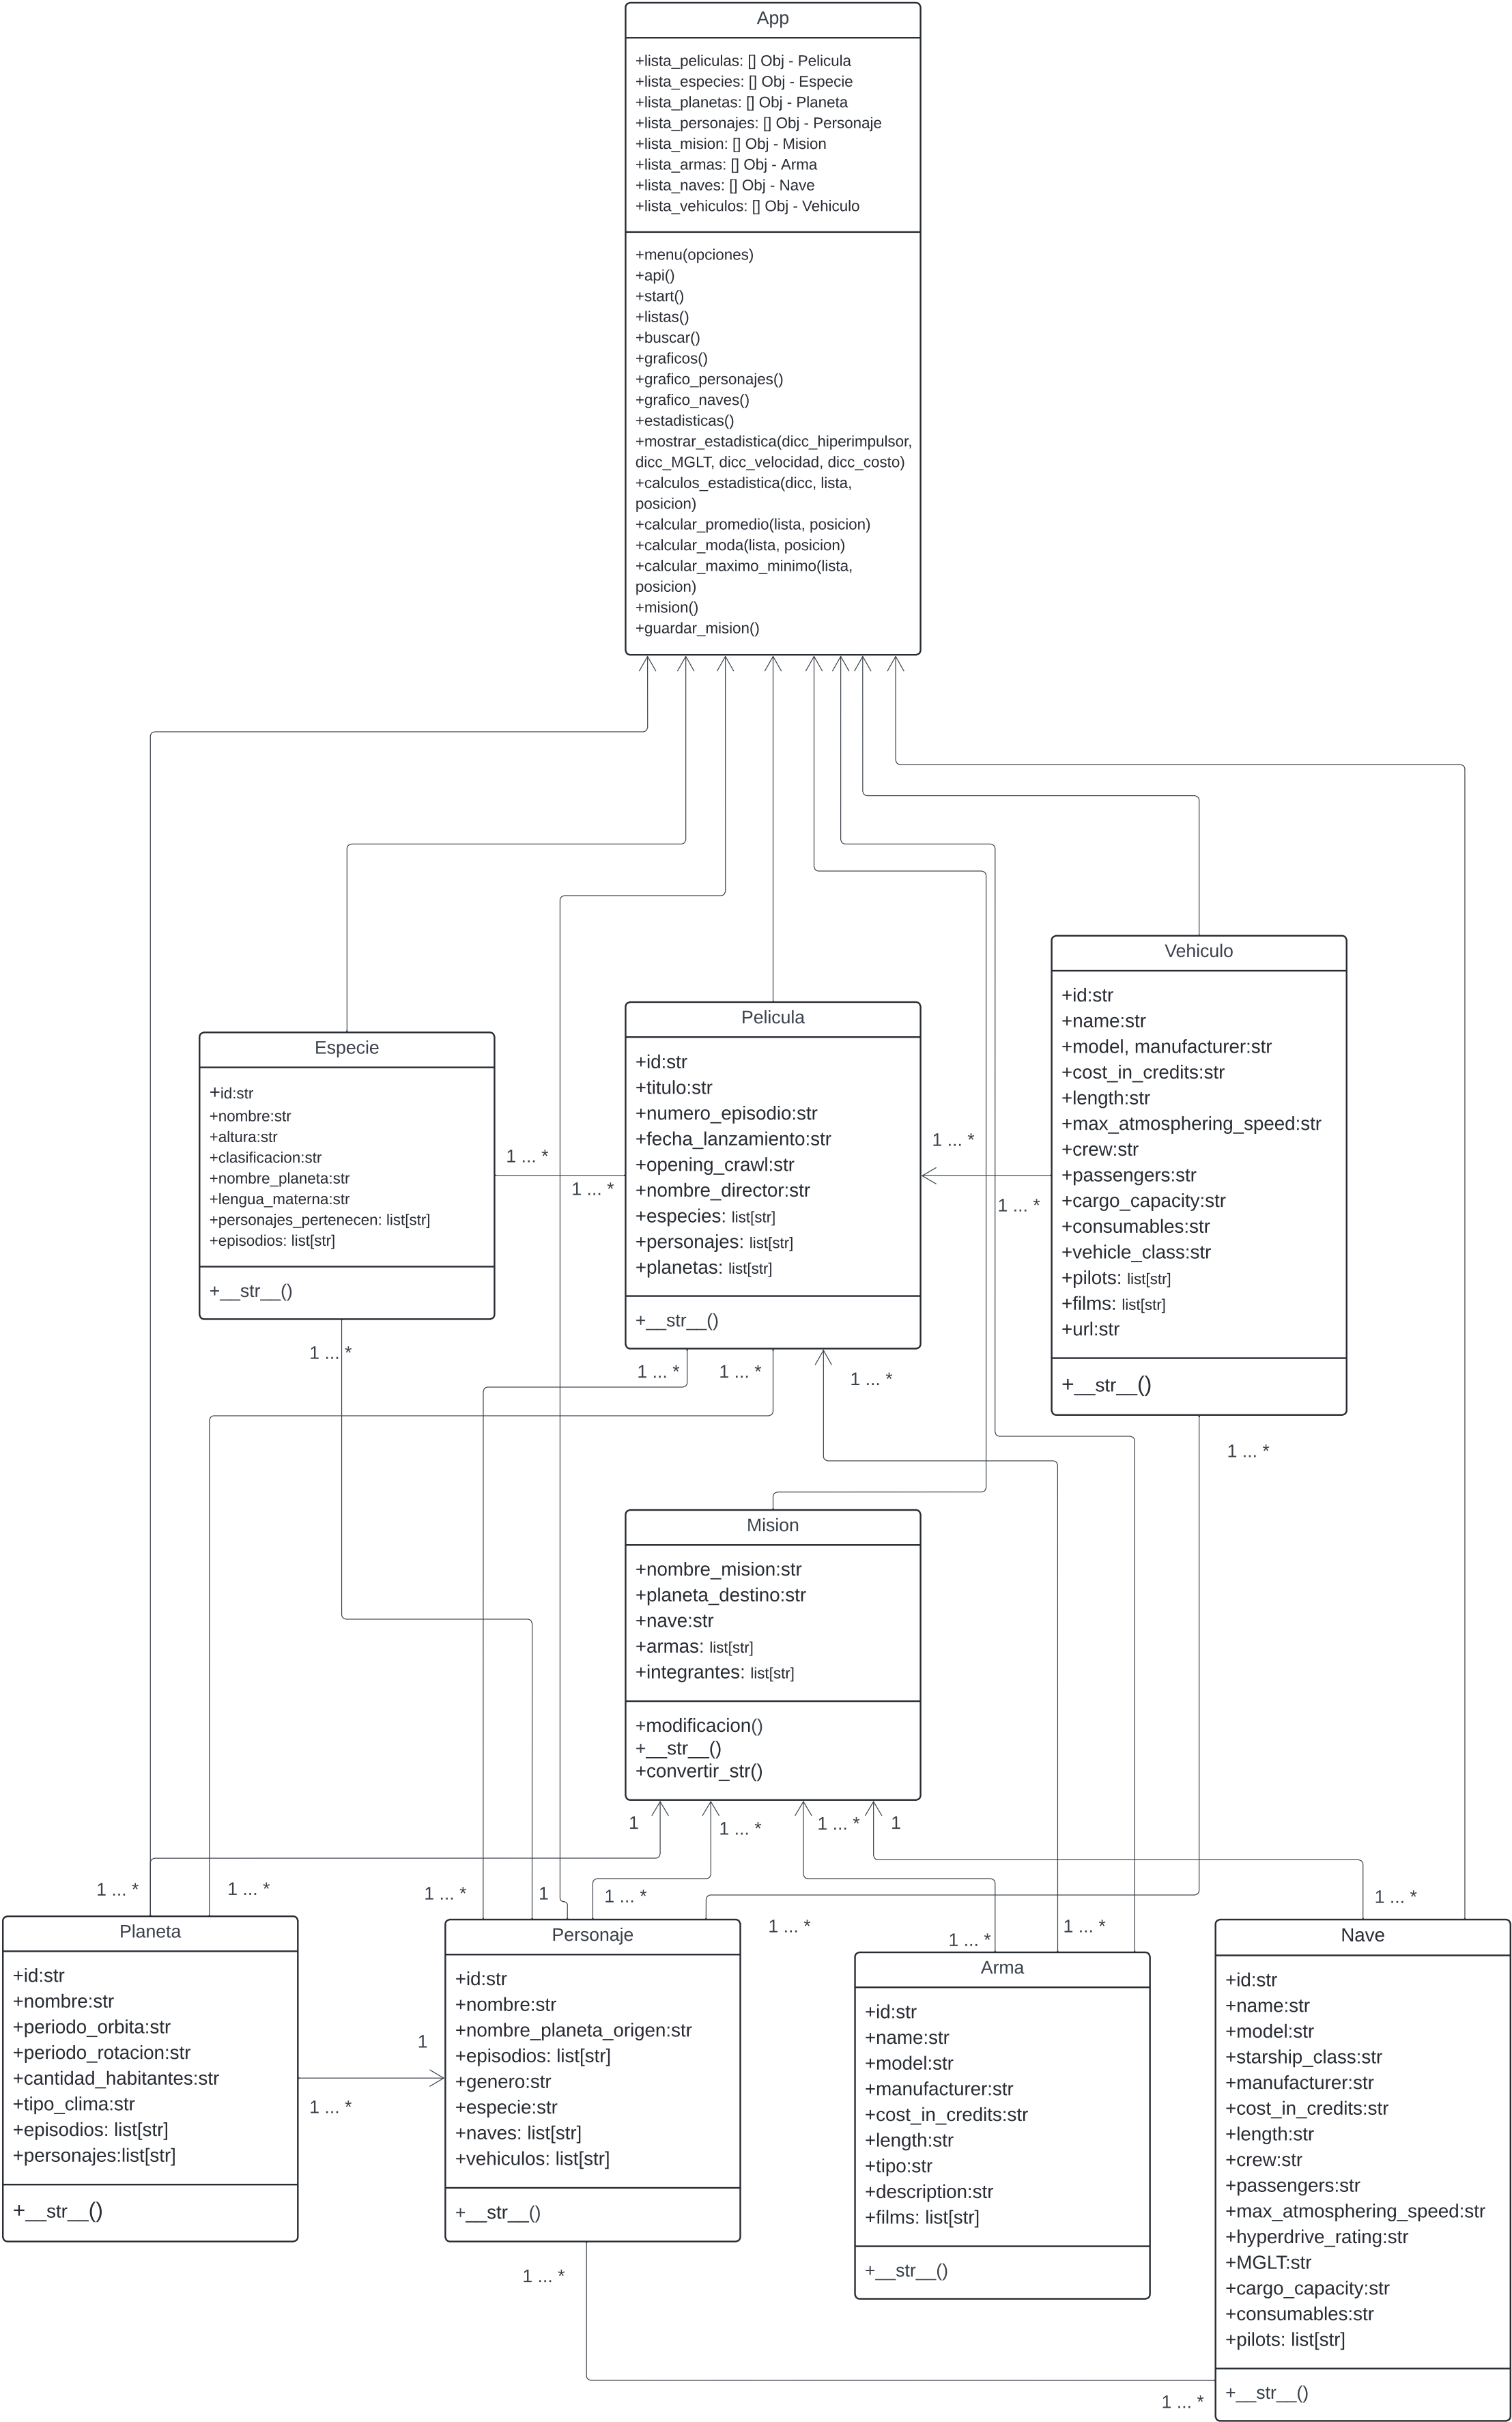 App
+lista_peliculas: [] Obj - Pelicula
+lista_especies: [] Obj - Especie
+lista_planetas: [] Obj - Planeta
+lista_personajes: [] Obj - Personaje
+lista_mision: [] Obj - Mision
+lista_armas: [] Obj - Arma
+lista_naves: [] Obj - Nave
+lista_vehiculos: [] Obj - Vehiculo
+menu(opciones)
+api()
+start()
+listas()
+buscar()
+graficos()
+grafico_personajes()
+grafico_naves()
+estadisticas()
+mostrar_estadistica(dicc_hiperimpulsor,
dicc_MGLT, dicc_velocidad, dicc_costo)
+calculos_estadistica(dicc, lista,
posicion)
+calcular_promedio(lista, posicion)
+calcular_moda(lista, posicion)
+calcular_maximo_minimo(lista,
posicion)
+mision()
+guardar_mision()
Especie
+id:str
+nombre:str
+altura:str
+clasificacion:str
+nombre_planeta:str
+lengua_materna:str
+personajes_pertenecen: list[str]
+episodios: list[str]
+__str__()
1 ... *
1 ... *
1 ... *
Pelicula
+id:str
+titulo:str
+numero_episodio:str
+fecha_lanzamiento:str
+opening_crawl:str
+nombre_director:str
+especies: list[str]
+personajes: list[str]
+planetas: list[str]
+__str__()
1 ... *
1 ... *
1 ... *
1 ... *
1 ... *
Vehiculo
+id:str
+name:str
+model, manufacturer:str
+cost_in_credits:str
+length:str
+max_atmosphering_speed:str
+crew:str
+passengers:str
+cargo_capacity:str
+consumables:str
+vehicle_class:str
+pilots: list[str]
+films: list[str]
+url:str
+__str__()
1 ... *
Mision
+nombre_mision:str
+planeta_destino:str
+nave:str
+armas: list[str]
+integrantes: list[str]
+modificacion()
+__str__()
+convertir_str()
1
1 ... *
1 ... *
1
1 ... *
1 ... *
1 ... *
1
1 ... *
1 ... *
1 ... *
1 ... *
1 ... *
Planeta
+id:str
+nombre:str
+periodo_orbita:str
+periodo_rotacion:str
+cantidad_habitantes:str
+tipo_clima:str
+episodios: list[str]
+personajes:list[str]
+__str__()
1
1 ... *
Personaje
+id:str
+nombre:str
+nombre_planeta_origen:str
+episodios: list[str]
+genero:str
+especie:str
+naves: list[str]
+vehiculos: list[str]
+__str__()
1 ... *
Arma
+id:str
+name:str
+model:str
+manufacturer:str
+cost_in_credits:str
+length:str
+tipo:str
+description:str
+films: list[str]
+__str__()
Nave
+id:str
+name:str
+model:str
+starship_class:str
+manufacturer:str
+cost_in_credits:str
+length:str
+crew:str
+passengers:str
+max_atmosphering_speed:str
+hyperdrive_rating:str
+MGLT:str
+cargo_capacity:str
+consumables:str
+pilots: list[str]
+__str__()
1 ... *